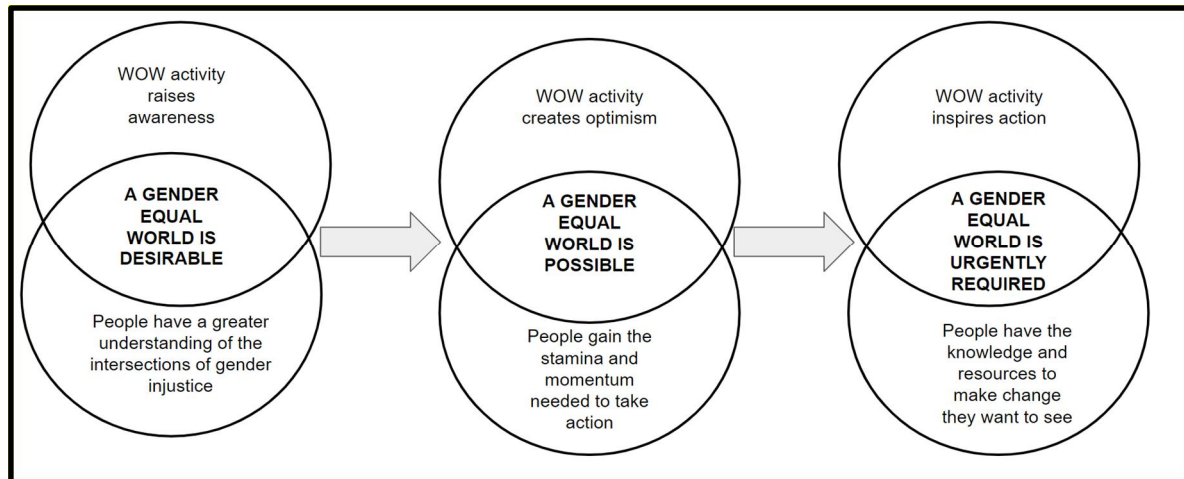 WOW activity
raises
awareness
A GENDER
EQUAL
WORLD IS
DESIRABLE
People have a greater
understanding of the
intersections of gender
injustice
WOW activity
creates optimism
A GENDER
EQUAL
WORLD IS
POSSIBLE
People gain the
stamina and
momentum
needed to take
action
WOW activity
inspires action
A GENDER
EQUAL
WORLD IS
URGENTLY
REQUIRED
People have the
knowledge and
resources to
make change
they want to see